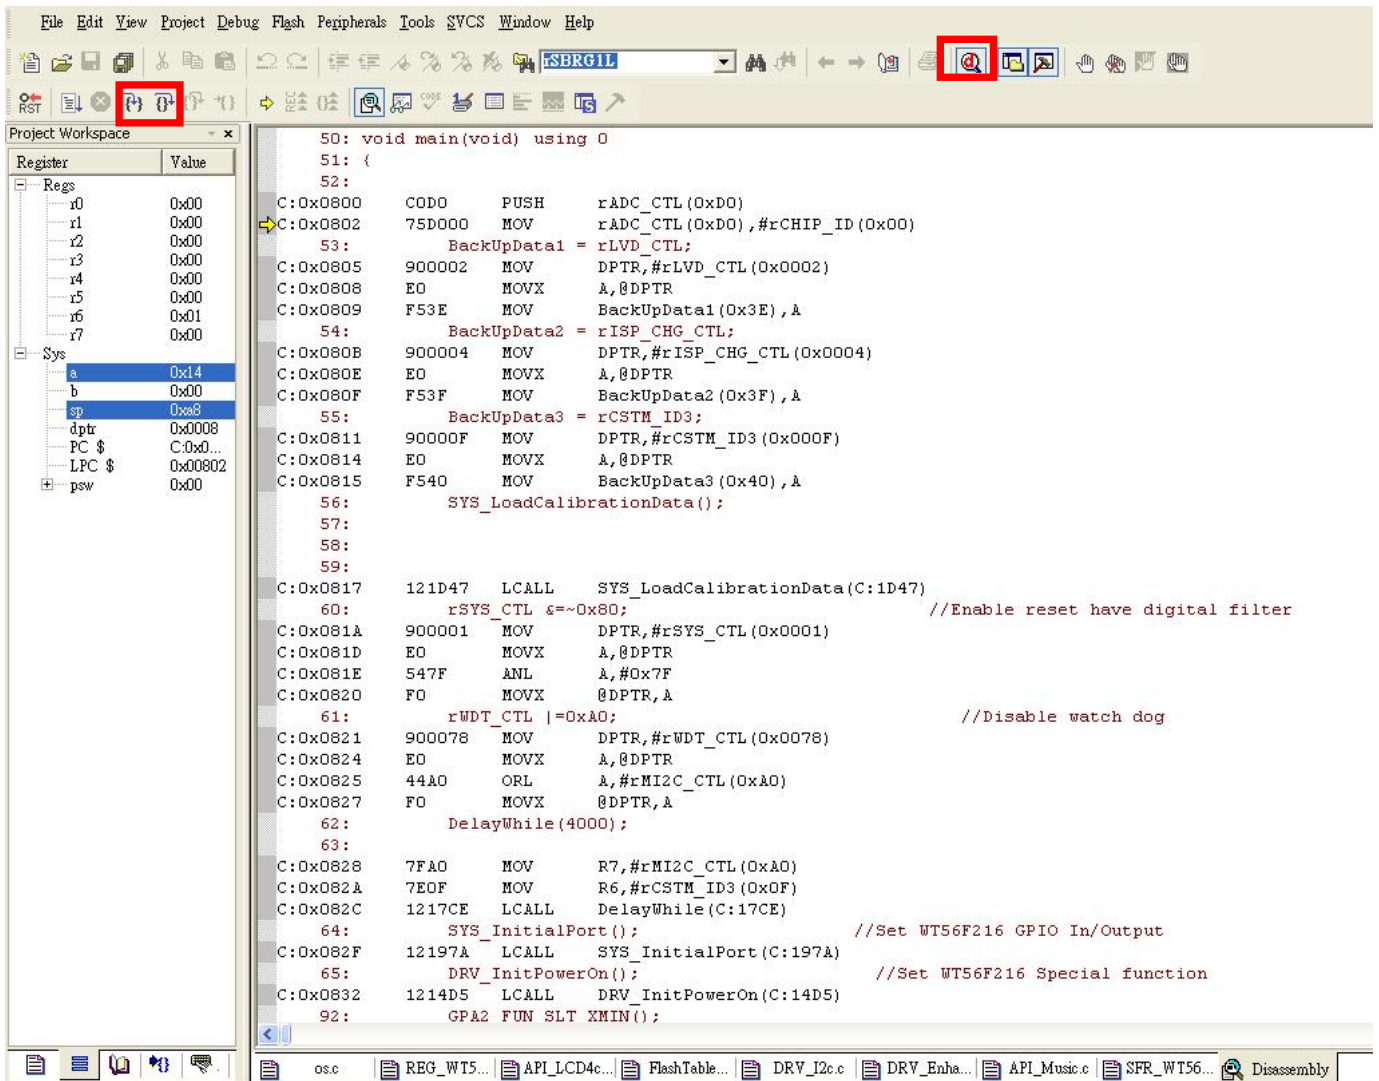 File Edit View Project Debug Flash Peripherals Tools SVCS Window Help
rSBRG1L
RST
CODE
Project Workspace
Register Value
Regs
r0 0x00
r1 0x00
r2 0x00
r3 0x00
r4 0x00
r5 0x00
r6 0x01
r7 0x00
Sys
a 0x14
b 0x00
sp 0xa8
dptr 0x0008
PC $ C:0x0...
LPC $ 0x00802
psw 0x00
50: void main(void) using 0
51: {
52:
C:0x0800 C0D0 PUSH rADC_CTL(0xD0)
C:0x0802 75D000 MOV rADC_CTL(0xD0),#rCHIP_ID(0x00)
53: BackUpData1 = rLVD_CTL;
C:0x0805 900002 MOV DPTR,#rLVD_CTL(0x0002)
C:0x0808 E0 MOVX A,@DPTR
C:0x0809 F53E MOV BackUpData1(0x3E),A
54: BackUpData2 = rISP_CHG_CTL;
C:0x080B 900004 MOV DPTR,#rISP_CHG_CTL(0x0004)
C:0x080E E0 MOVX A,@DPTR
C:0x080F F53F MOV BackUpData2(0x3F),A
55: BackUpData3 = rCSTM_ID3;
C:0x0811 90000F MOV DPTR,#rCSTM_ID3(0x000F)
C:0x0814 E0 MOVX A,@DPTR
C:0x0815 F540 MOV BackUpData3(0x40),A
56: SYS_LoadCalibrationData();
57:
58:
59:
C:0x0817 121D47 LCALL SYS_LoadCalibrationData(C:1D47)
60: rSYS_CTL &=~0x80; //Enable reset have digital filter
C:0x081A 900001 MOV DPTR,#rSYS_CTL(0x0001)
C:0x081D E0 MOVX A,@DPTR
C:0x081E 547F ANL A,#0x7F
C:0x0820 F0 MOVX @DPTR,A
61: rWDT_CTL |=0xA0; //Disable watch dog
C:0x0821 900078 MOV DPTR,#rWDT_CTL(0x0078)
C:0x0824 E0 MOVX A,@DPTR
C:0x0825 44A0 ORL A,#rMI2C_CTL(0xA0)
C:0x0827 F0 MOVX @DPTR,A
62: DelayWhile(4000);
63:
C:0x0828 7FA0 MOV R7,#rMI2C_CTL(0xA0)
C:0x082A 7E0F MOV R6,#rCSTM_ID3(0x0F)
C:0x082C 1217CE LCALL DelayWhile(C:17CE)
64: SYS_InitialPort(); //Set WT56F216 GPIO In/Output
C:0x082F 12197A LCALL SYS_InitialPort(C:197A)
65: DRV_InitPowerOn(); //Set WT56F216 Special function
C:0x0832 1214D5 LCALL DRV_InitPowerOn(C:14D5)
92: GPA2_FUN_SLT_XMIN();
os.c REG_WT5... API_LCD4c... FlashTable... DRV_I2c.c DRV_Enha... API_Music.c SFR_WT56... Disassembly